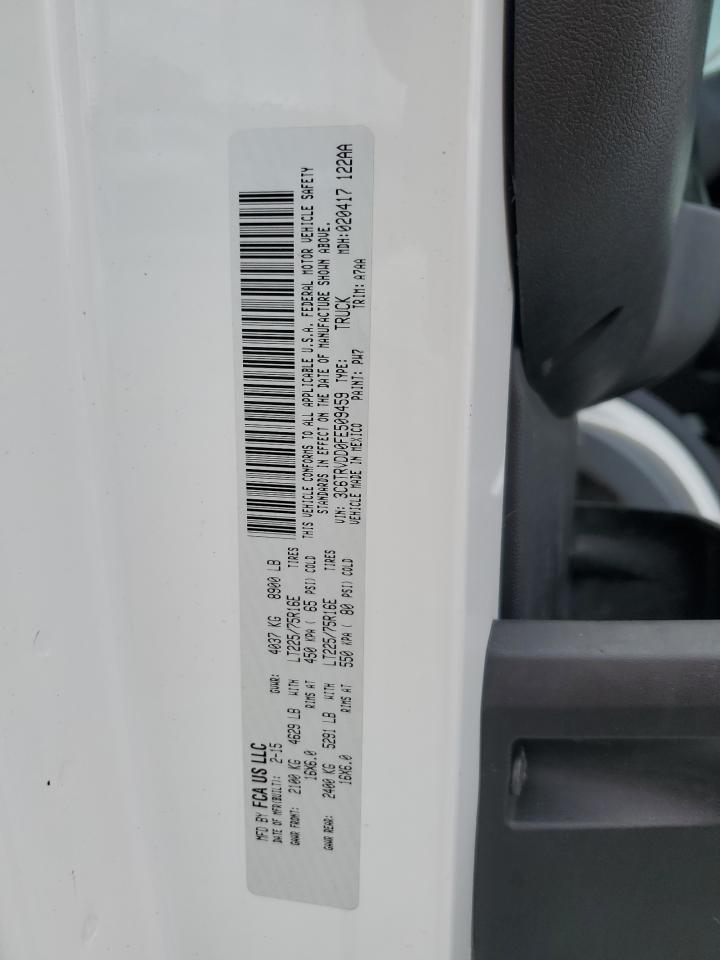 MFD BY FCA US LLC
DATE OF MFR(BUILT): 2-15 GVWR: 4037 KG 8900 LB
GAWR FRONT: 2100 KG 4629 LB WITH LT225/75R16E TIRES
16X6.0 RIMS AT 450 KPA ( 65 PSI) COLD
GAWR REAR: 2400 KG 5291 LB WITH LT225/75R16E TIRES
16X6.0 RIMS AT 550 KPA ( 80 PSI) COLD
THIS VEHICLE CONFORMS TO ALL APPLICABLE U.S.A. FEDERAL MOTOR VEHICLE SAFETY
STANDARDS IN EFFECT ON THE DATE OF MANUFACTURE SHOWN ABOVE.
VIN: 3C6TRVDD0FE509459 TYPE: TRUCK MDH:020417 122AA
VEHICLE MADE IN MEXICO PAINT: PW7 TRIM: A7AA